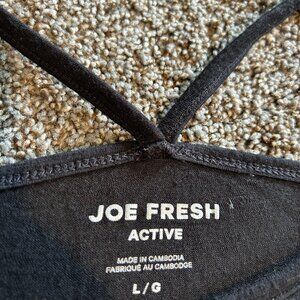 JOE FRESH
ACTIVE
MADE IN CAMBODIA
FABRIQUÉ AU CAMBODGE
L/G